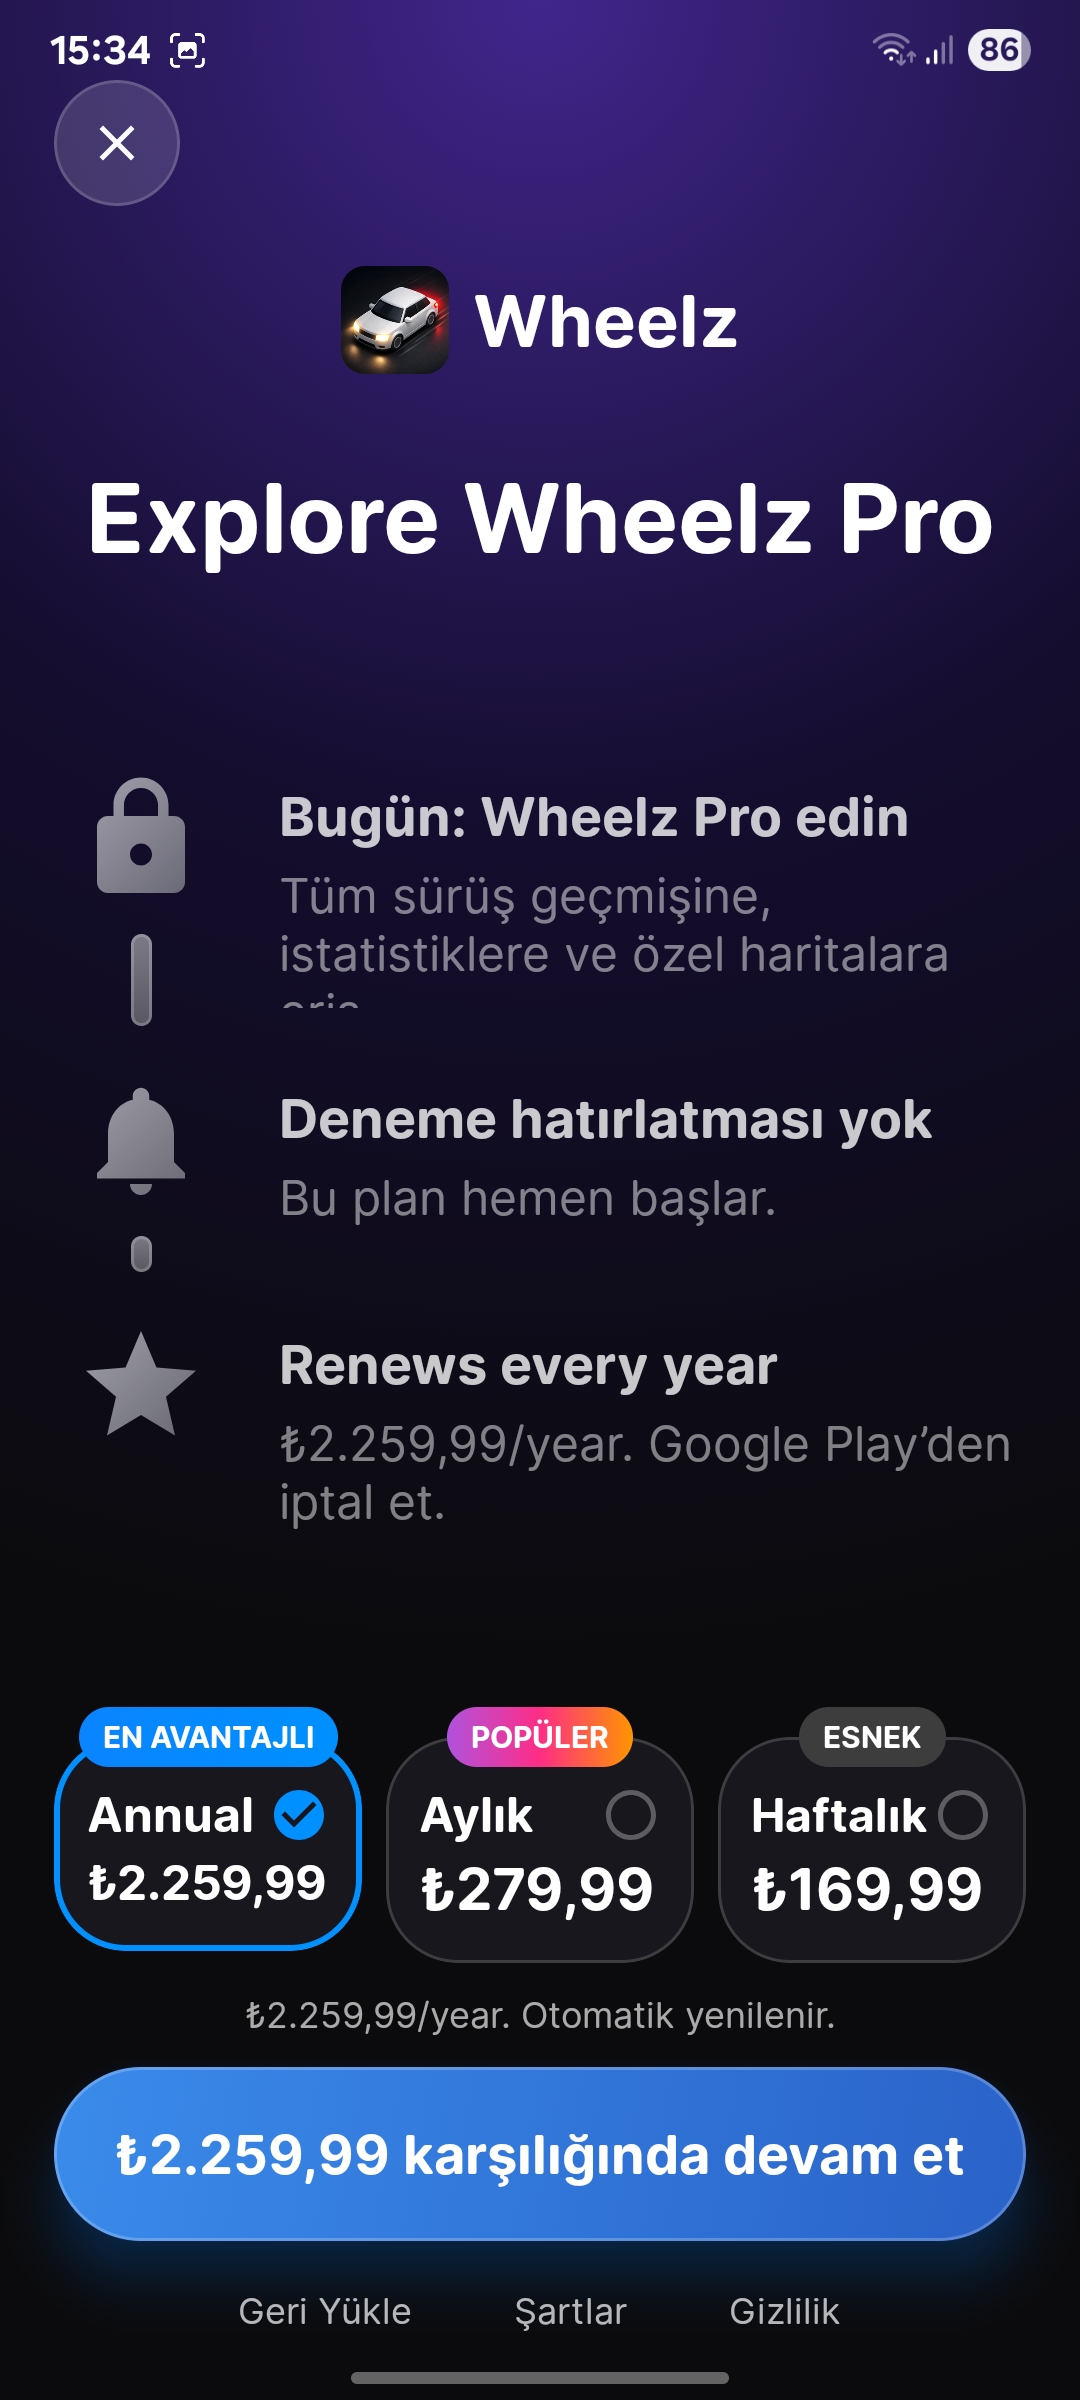 15:34
86
Wheelz
Explore Wheelz Pro
Bugün: Wheelz Pro edin
Tüm sürüş geçmişine,
istatistiklere ve özel haritalara
Deneme hatırlatması yok
Bu plan hemen başlar.
Renews every year
₺2.259,99/year. Google Play’den
iptal et.
EN AVANTAJLI
POPÜLER
ESNEK
Annual
Aylık
Haftalık
₺2.259,99
₺279,99
₺169,99
₺2.259,99/year. Otomatik yenilenir.
₺2.259,99 karşılığında devam et
Geri Yükle
Şartlar
Gizlilik